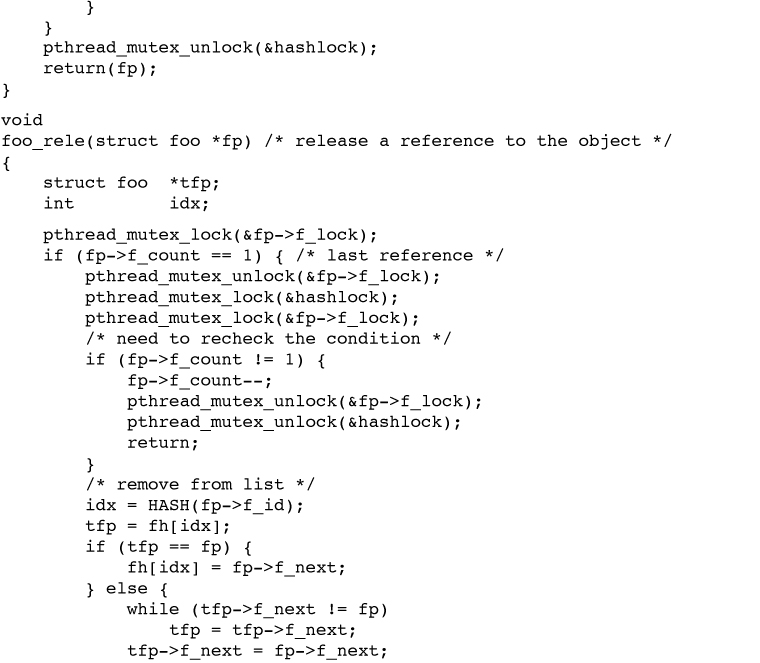 }
    }
    pthread_mutex_unlock(&hashlock);
    return(fp);
}
void
foo_rele(struct foo *fp) /* release a reference to the object */
{
    struct foo  *tfp;
    int         idx;
    pthread_mutex_lock(&fp->f_lock);
    if (fp->f_count == 1) { /* last reference */
        pthread_mutex_unlock(&fp->f_lock);
        pthread_mutex_lock(&hashlock);
        pthread_mutex_lock(&fp->f_lock);
        /* need to recheck the condition */
        if (fp->f_count != 1) {
            fp->f_count--;
            pthread_mutex_unlock(&fp->f_lock);
            pthread_mutex_unlock(&hashlock);
            return;
        }
        /* remove from list */
        idx = HASH(fp->f_id);
        tfp = fh[idx];
        if (tfp == fp) {
            fh[idx] = fp->f_next;
        } else {
            while (tfp->f_next != fp)
                tfp = tfp->f_next;
            tfp->f_next = fp->f_next;